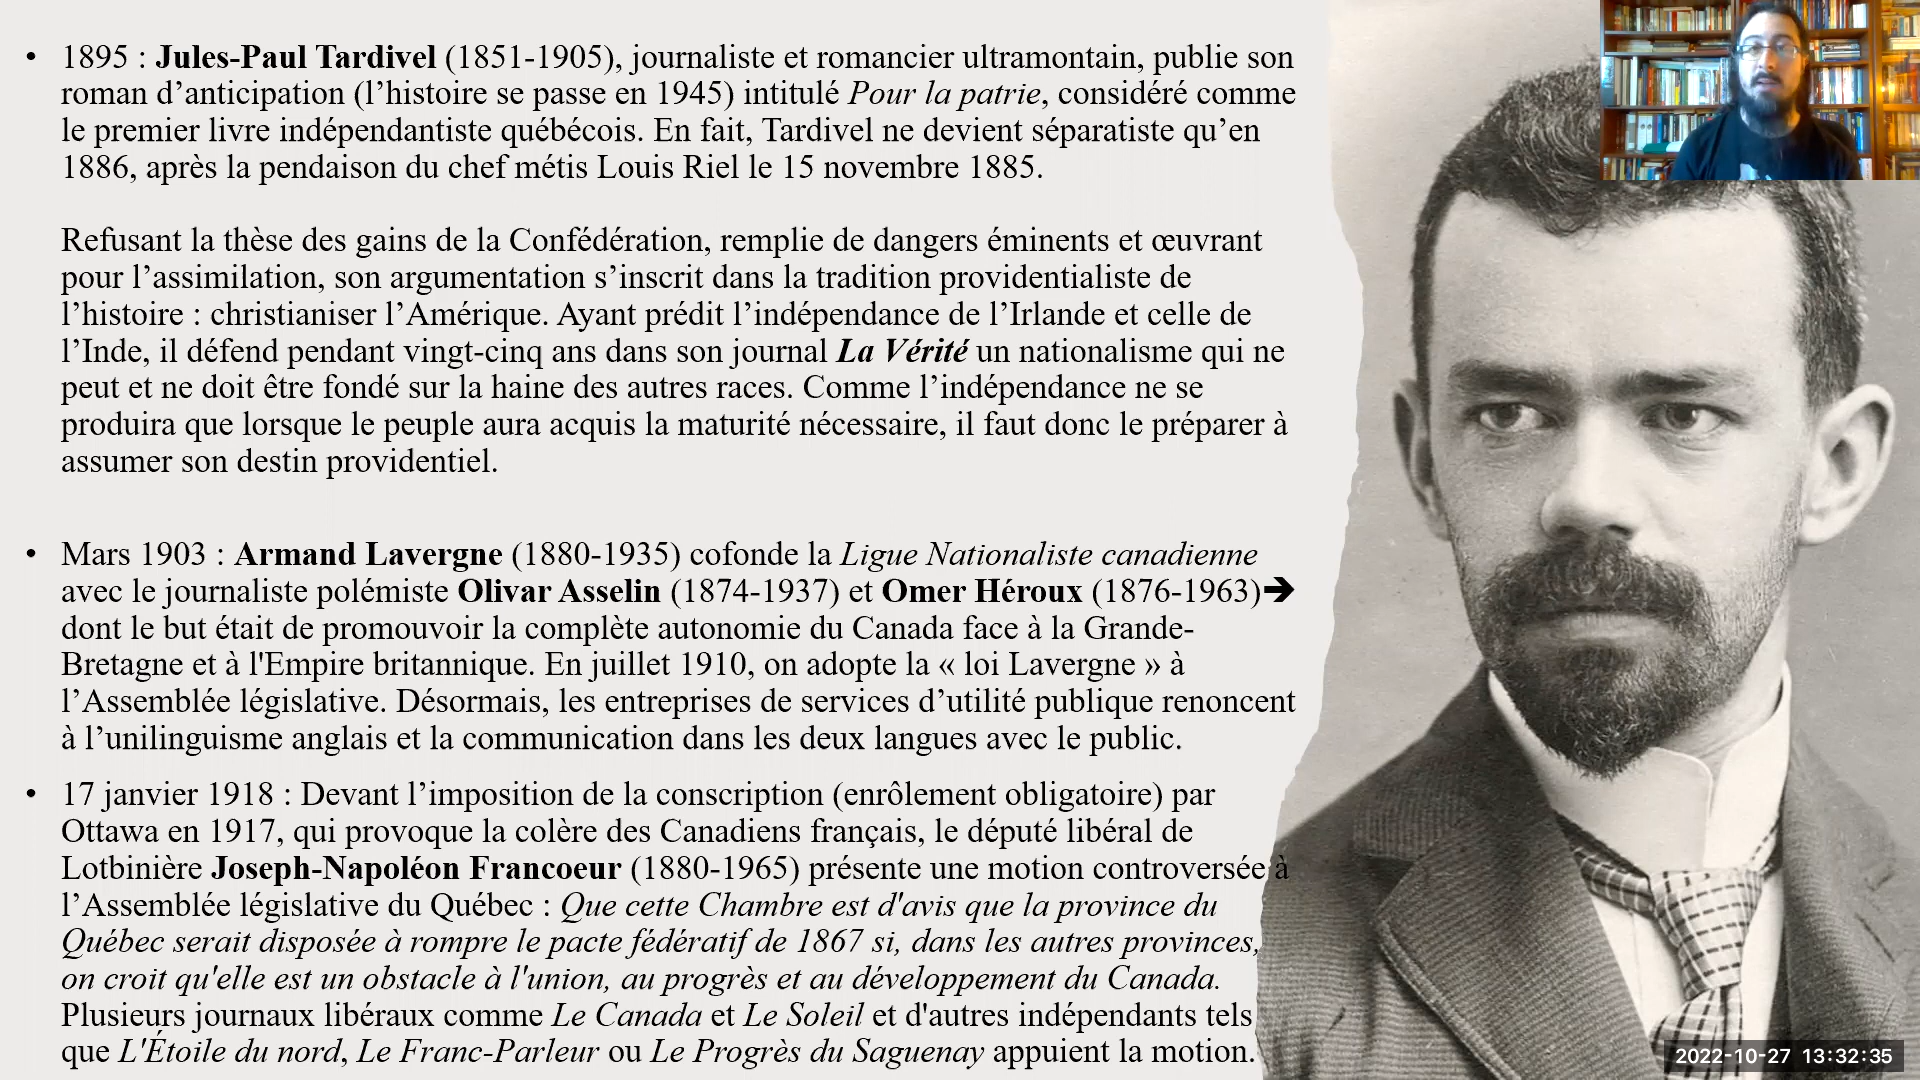 • 1895 : Jules-Paul Tardivel (1851-1905), journaliste et romancier ultramontain, publie son
roman d’anticipation (l’histoire se passe en 1945) intitulé Pour la patrie, considéré comme
le premier livre indépendantiste québécois. En fait, Tardivel ne devient séparatiste qu’en
1886, après la pendaison du chef métis Louis Riel le 15 novembre 1885.
Refusant la thèse des gains de la Confédération, remplie de dangers éminents et œuvrant
pour l’assimilation, son argumentation s’inscrit dans la tradition providentialiste de
l’histoire : christianiser l’Amérique. Ayant prédit l’indépendance de l’Irlande et celle de
l’Inde, il défend pendant vingt-cinq ans dans son journal La Vérité un nationalisme qui ne
peut et ne doit être fondé sur la haine des autres races. Comme l’indépendance ne se
produira que lorsque le peuple aura acquis la maturité nécessaire, il faut donc le préparer à
assumer son destin providentiel.
• Mars 1903 : Armand Lavergne (1880-1935) cofonde la Ligue Nationaliste canadienne
avec le journaliste polémiste Olivar Asselin (1874-1937) et Omer Héroux (1876-1963)➔
dont le but était de promouvoir la complète autonomie du Canada face à la Grande-
Bretagne et à l'Empire britannique. En juillet 1910, on adopte la « loi Lavergne » à
l’Assemblée législative. Désormais, les entreprises de services d’utilité publique renoncent
à l’unilinguisme anglais et la communication dans les deux langues avec le public.
• 17 janvier 1918 : Devant l’imposition de la conscription (enrôlement obligatoire) par
Ottawa en 1917, qui provoque la colère des Canadiens français, le député libéral de
Lotbinière Joseph-Napoléon Francoeur (1880-1965) présente une motion controversée à
l’Assemblée législative du Québec : Que cette Chambre est d'avis que la province du
Québec serait disposée à rompre le pacte fédératif de 1867 si, dans les autres provinces,
on croit qu'elle est un obstacle à l'union, au progrès et au développement du Canada.
Plusieurs journaux libéraux comme Le Canada et Le Soleil et d'autres indépendants tels
que L'Étoile du nord, Le Franc-Parleur ou Le Progrès du Saguenay appuient la motion.
2022-10-27 13:32:35